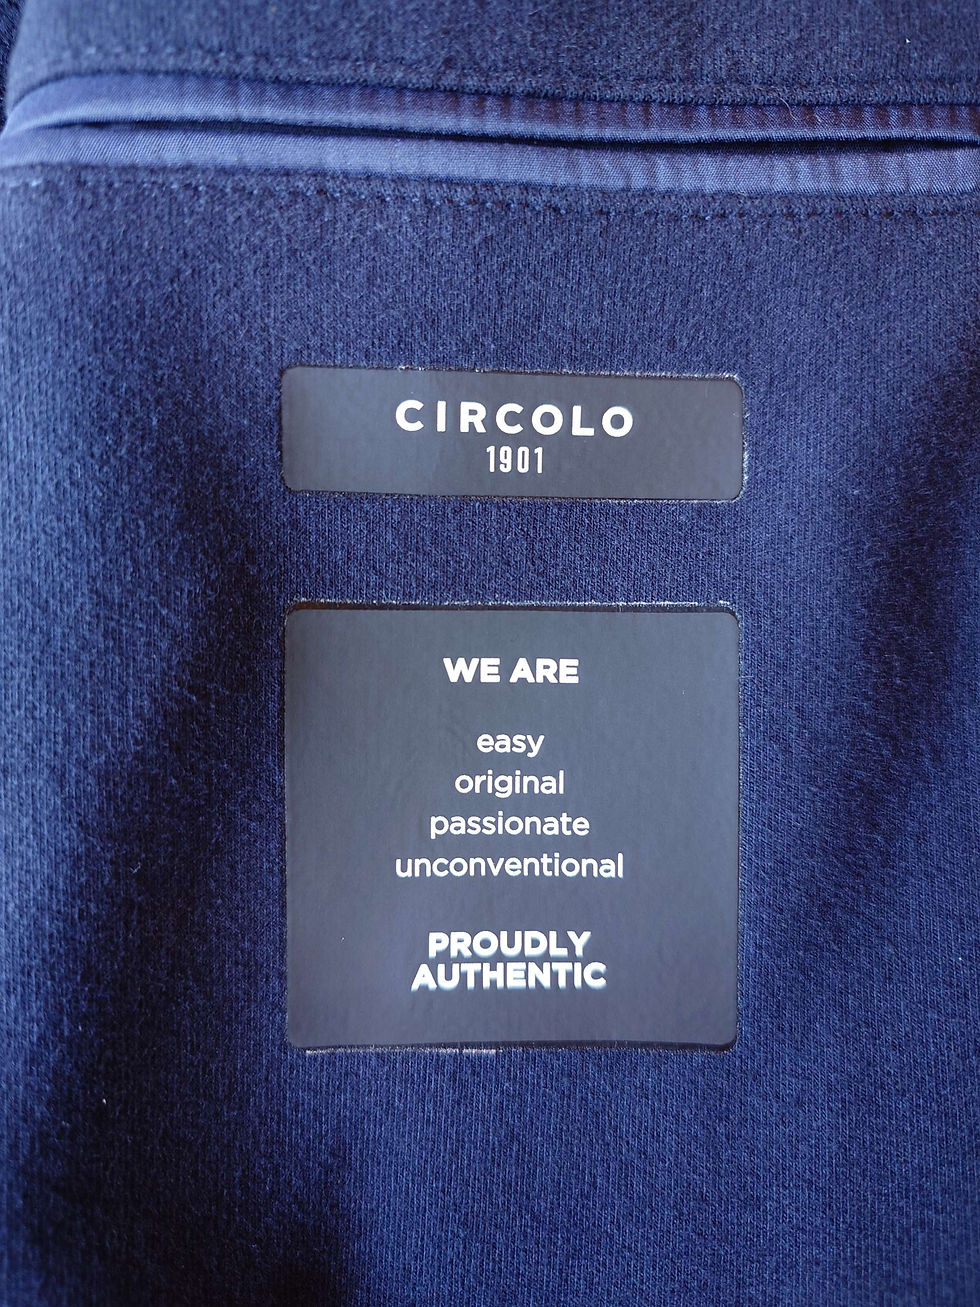 CIRCOLO
1901
WE ARE
easy
original
passionate
unconventional
PROUDLY
AUTHENTIC